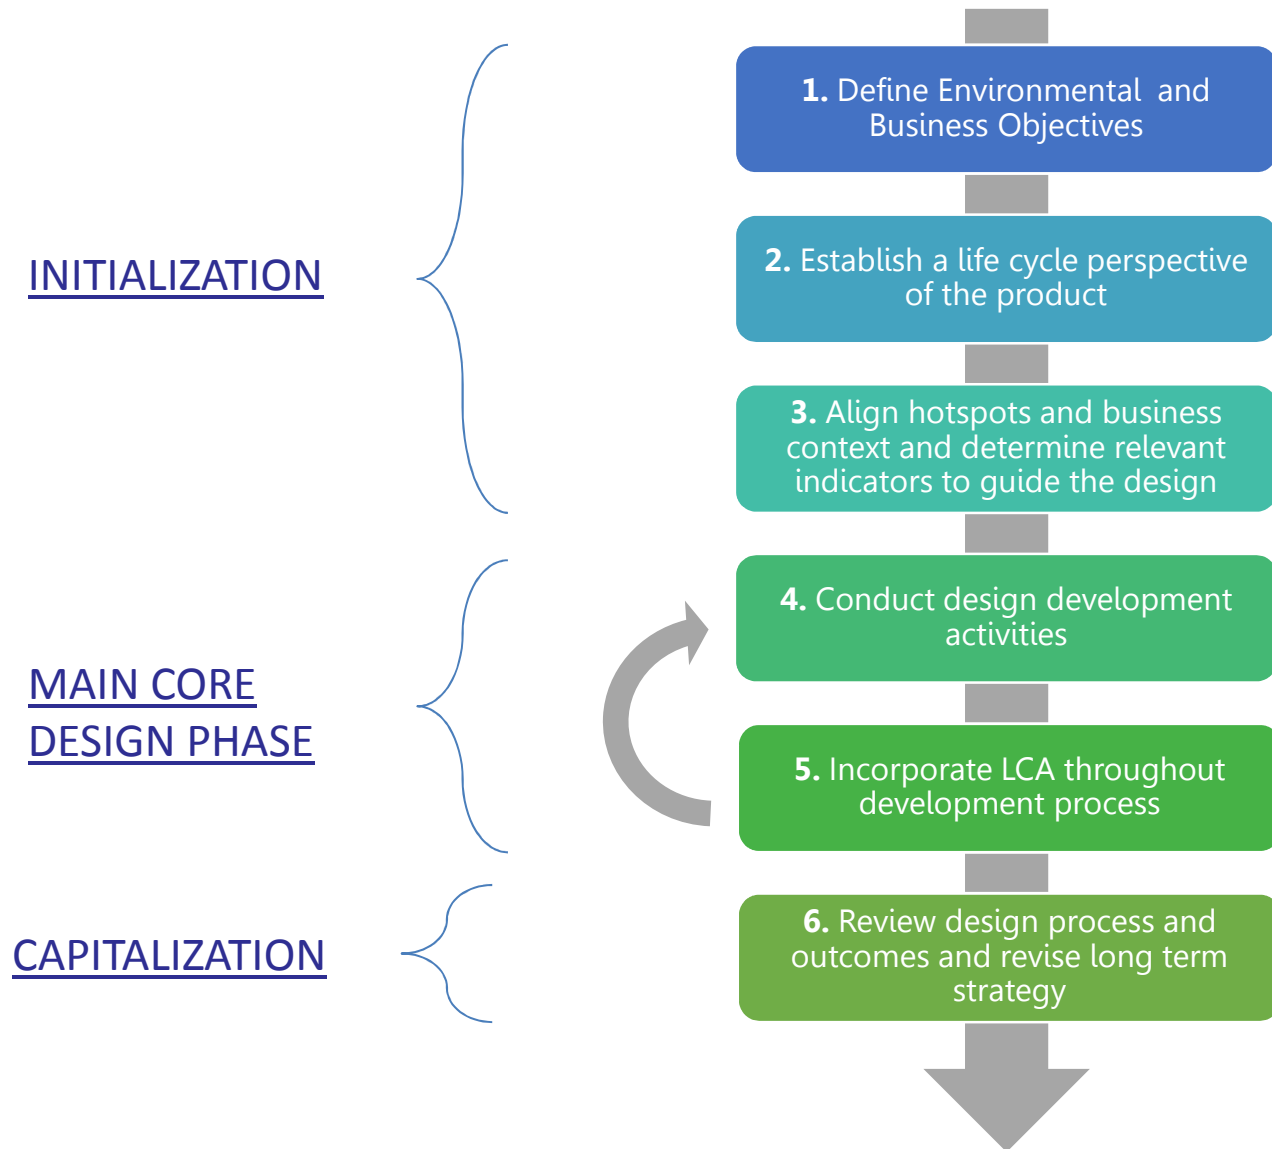 INITIALIZATION
1. Define Environmental and
Business Objectives
2. Establish a life cycle perspective
of the product
3. Align hotspots and business
context and determine relevant
indicators to guide the design
MAIN CORE
DESIGN PHASE
4. Conduct design development
activities
5. Incorporate LCA throughout
development process
CAPITALIZATION
6. Review design process and
outcomes and revise long term
strategy